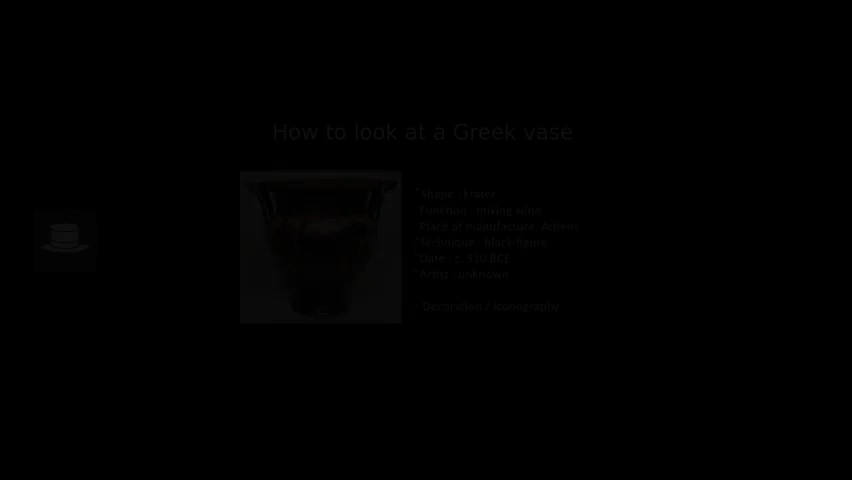 How to look at a Greek vase
Shape : krater
Function : mixing wine
Place of manufacture: Athens
Technique : black-figure
Date : c. 510 BCE
Artist : unknown
Decoration / iconography